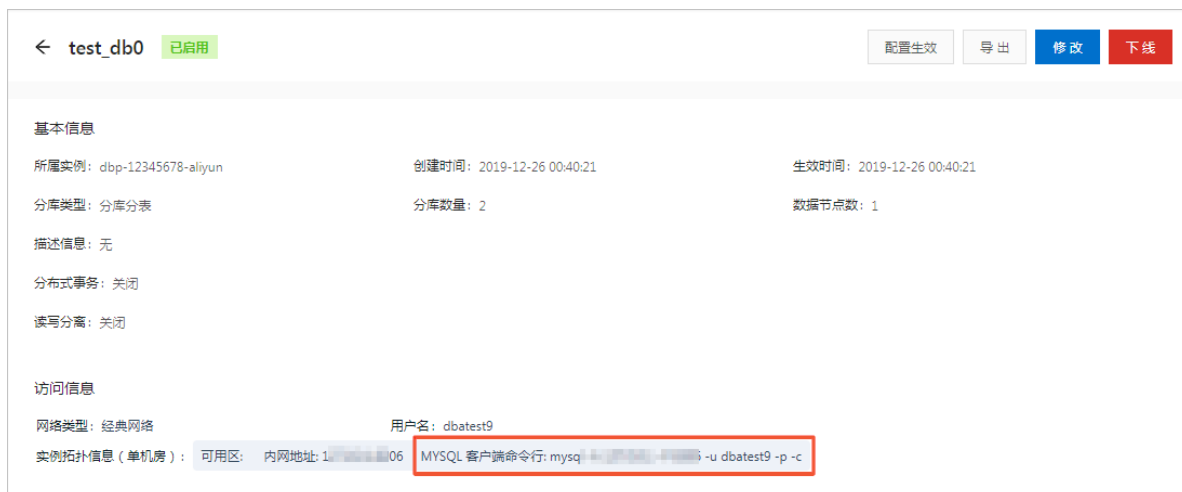 ← test_db0 已启用 配置生效 导出 修改 下线
基本信息
所属实例: dbp-12345678-aliyun 创建时间: 2019-12-26 00:40:21 生效时间: 2019-12-26 00:40:21
分库类型: 分库分表 分库数量: 2 数据节点数: 1
描述信息: 无
分布式事务: 关闭
读写分离: 关闭
访问信息
网络类型: 经典网络 用户名: dbatest9
实例拓扑信息(单机房): 可用区: 内网地址: MYSQL 客户端命令行: -u dbatest9 -p -c